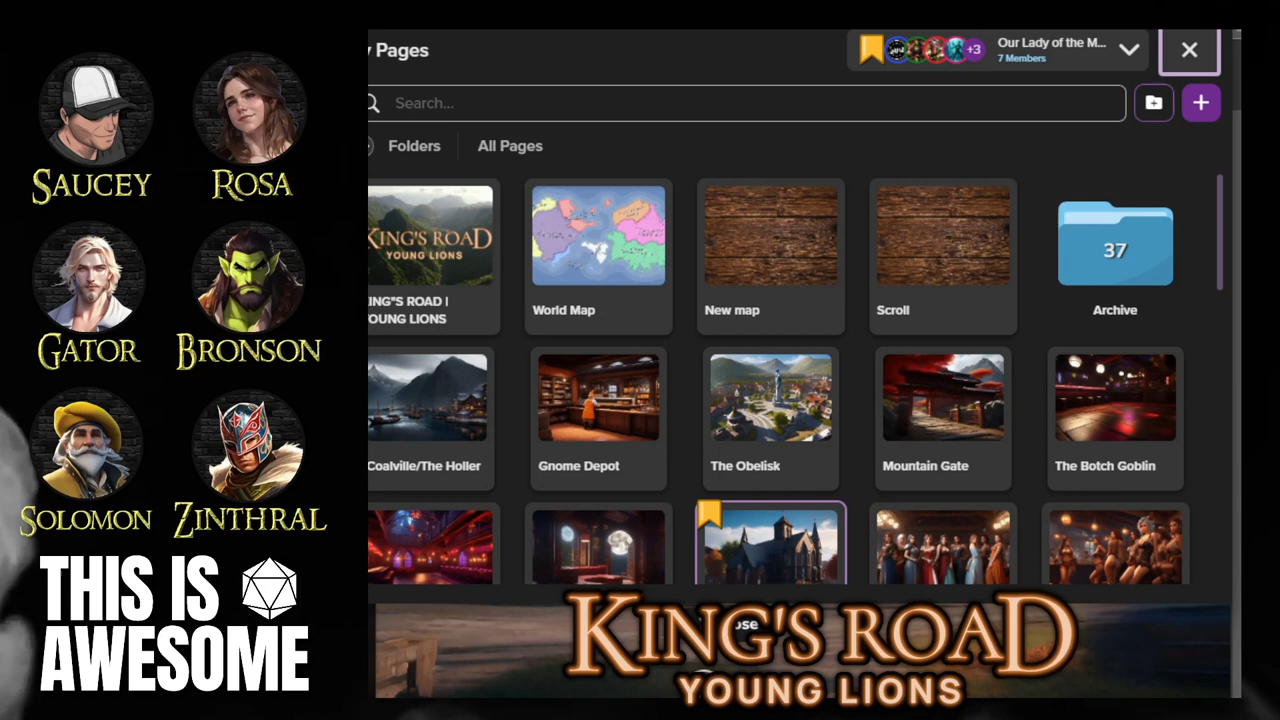 SAUCEY
ROSA
GATOR
BRONSON
SOLOMON
ZINTHRAL
THIS IS
AWESOME
Pages
+3
Our Lady of the M...
7 Members
Search...
Folders
All Pages
KING'S ROAD
YOUNG LIONS
ING"S ROAD |
OUNG LIONS
World Map
New map
Scroll
37
Archive
Coalville/The Holler
Gnome Depot
The Obelisk
Mountain Gate
The Botch Goblin
ose
KING'S ROAD
YOUNG LIONS